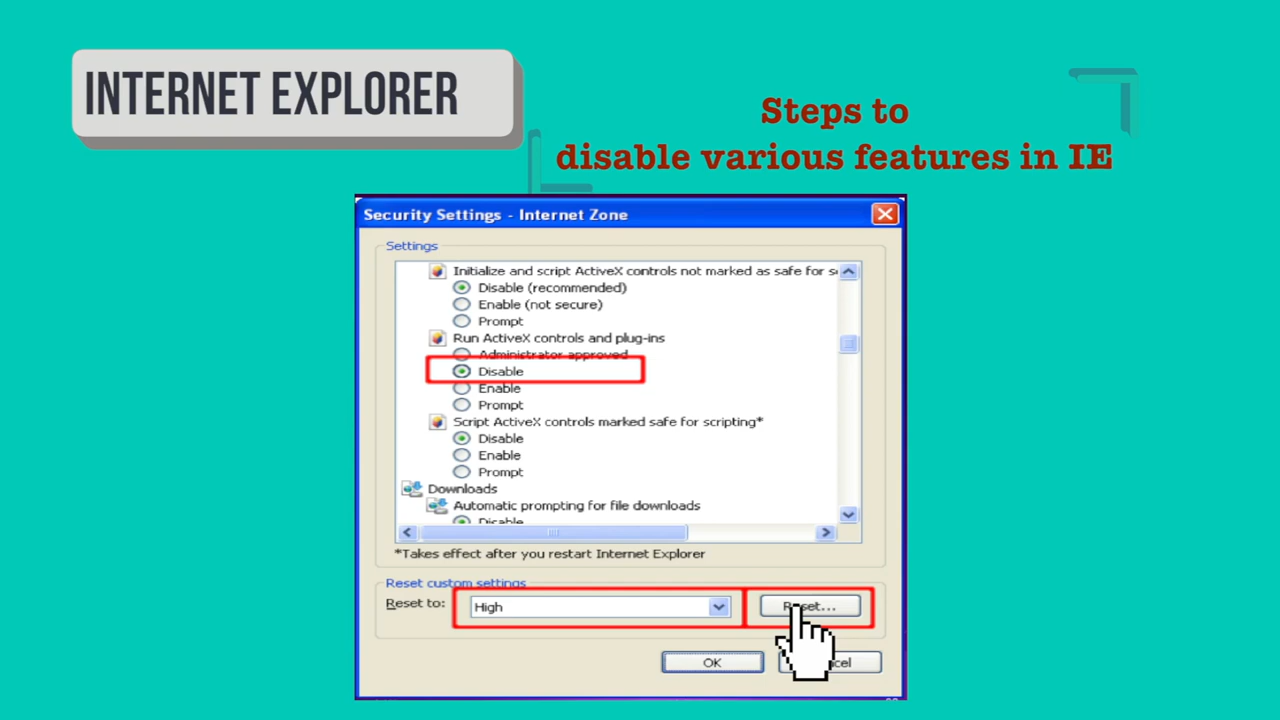 INTERNET EXPLORER
Steps to
disable various features in IE
Security Settings - Internet Zone
Settings
Initialize and script ActiveX controls not marked as safe for s
Disable (recommended)
Enable (not secure)
Prompt
Run ActiveX controls and plug-ins
Administrator approved
Disable
Enable
Prompt
Script ActiveX controls marked safe for scripting*
Disable
Enable
Prompt
Downloads
Automatic prompting for file downloads
Disable
*Takes effect after you restart Internet Explorer
Reset custom settings
Reset to:
High
Reset...
OK